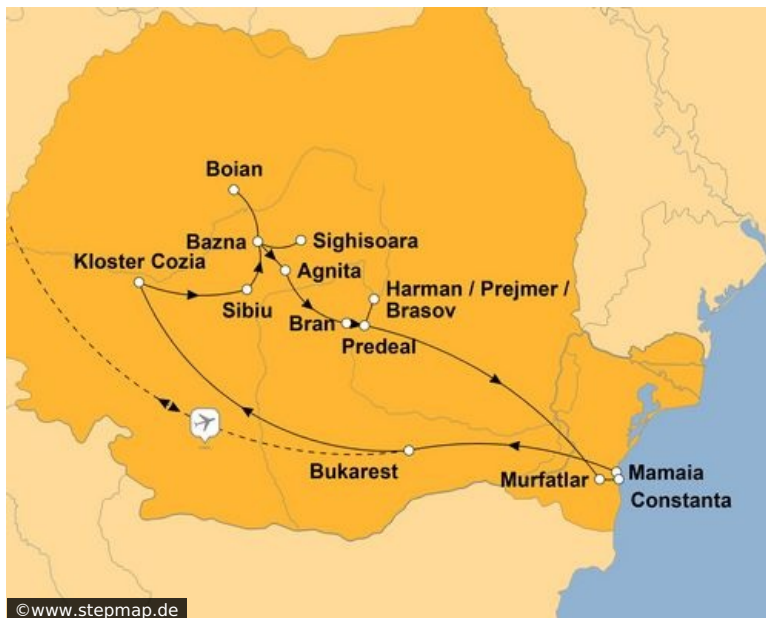 Boian
Bazna
Sighisoara
Kloster Cozia
Agnita
Sibiu
Harman / Prejmer /
Brasov
Bran
Predeal
Bukarest
Murfatlar
Mamaia
Constanta
©www.stepmap.de